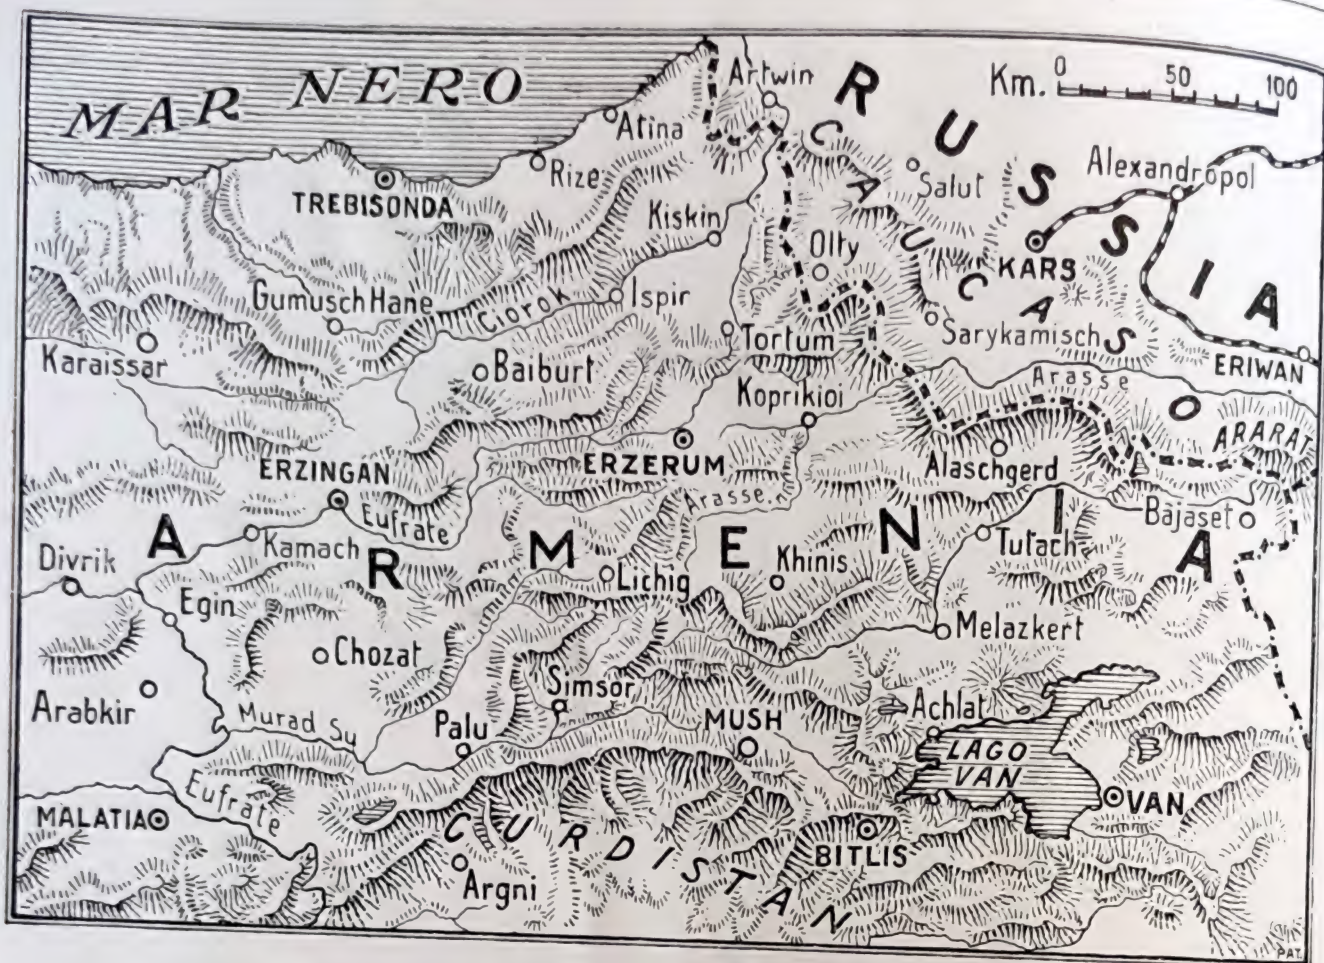 MAR NERO
RUSSIA
CAUCASO
Km. 0 50 100
Artwin
Atina
Rize
TREBISONDA
Salut
Alexandropol
Kiskin
Olty
KARS
Gumusch Hane
Ciorok
Ispir
Sarykamisch
Karaissar
Tortum
ERIWAN
Baiburt
Koprikioi
Arasse
ARARAT
ERZINGAN
ERZERUM
Alaschgerd
Eufrate
Arasse
Bajaset
ARMENIA
Kamach
Tutach
Divrik
Lichig
Khinis
Egin
Melazkert
Chozat
Simsor
Arabkir
Murad Su
Palu
MUSH
Achlat
LAGO
VAN
Eufrate
VAN
MALATIA
CURDISTAN
BITLIS
Argni
PAT.